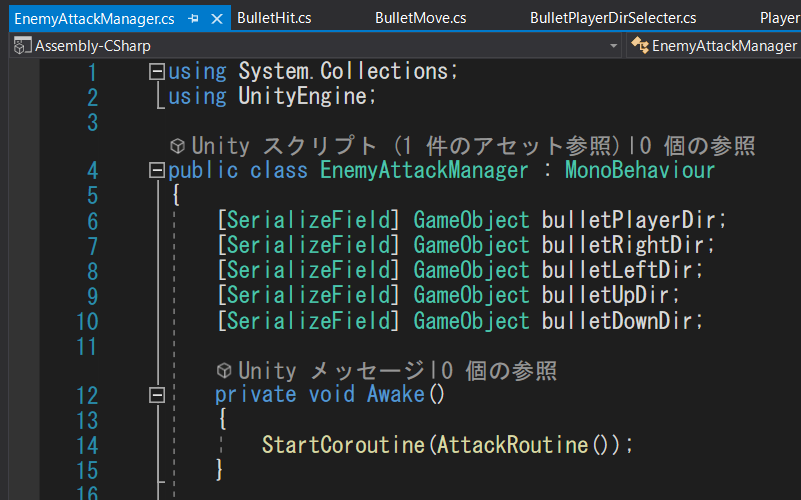 EnemyAttackManager.cs BulletHit.cs BulletMove.cs BulletPlayerDirSelecter.cs Player
Assembly-CSharp EnemyAttackManager
1 using System.Collections;
2 using UnityEngine;
3
Unity スクリプト (1 件のアセット参照)|0 個の参照
4 public class EnemyAttackManager : MonoBehaviour
5 {
6 [SerializeField] GameObject bulletPlayerDir;
7 [SerializeField] GameObject bulletRightDir;
8 [SerializeField] GameObject bulletLeftDir;
9 [SerializeField] GameObject bulletUpDir;
10 [SerializeField] GameObject bulletDownDir;
11
Unity メッセージ|0 個の参照
12 private void Awake()
13 {
14 StartCoroutine(AttackRoutine());
15 }
16